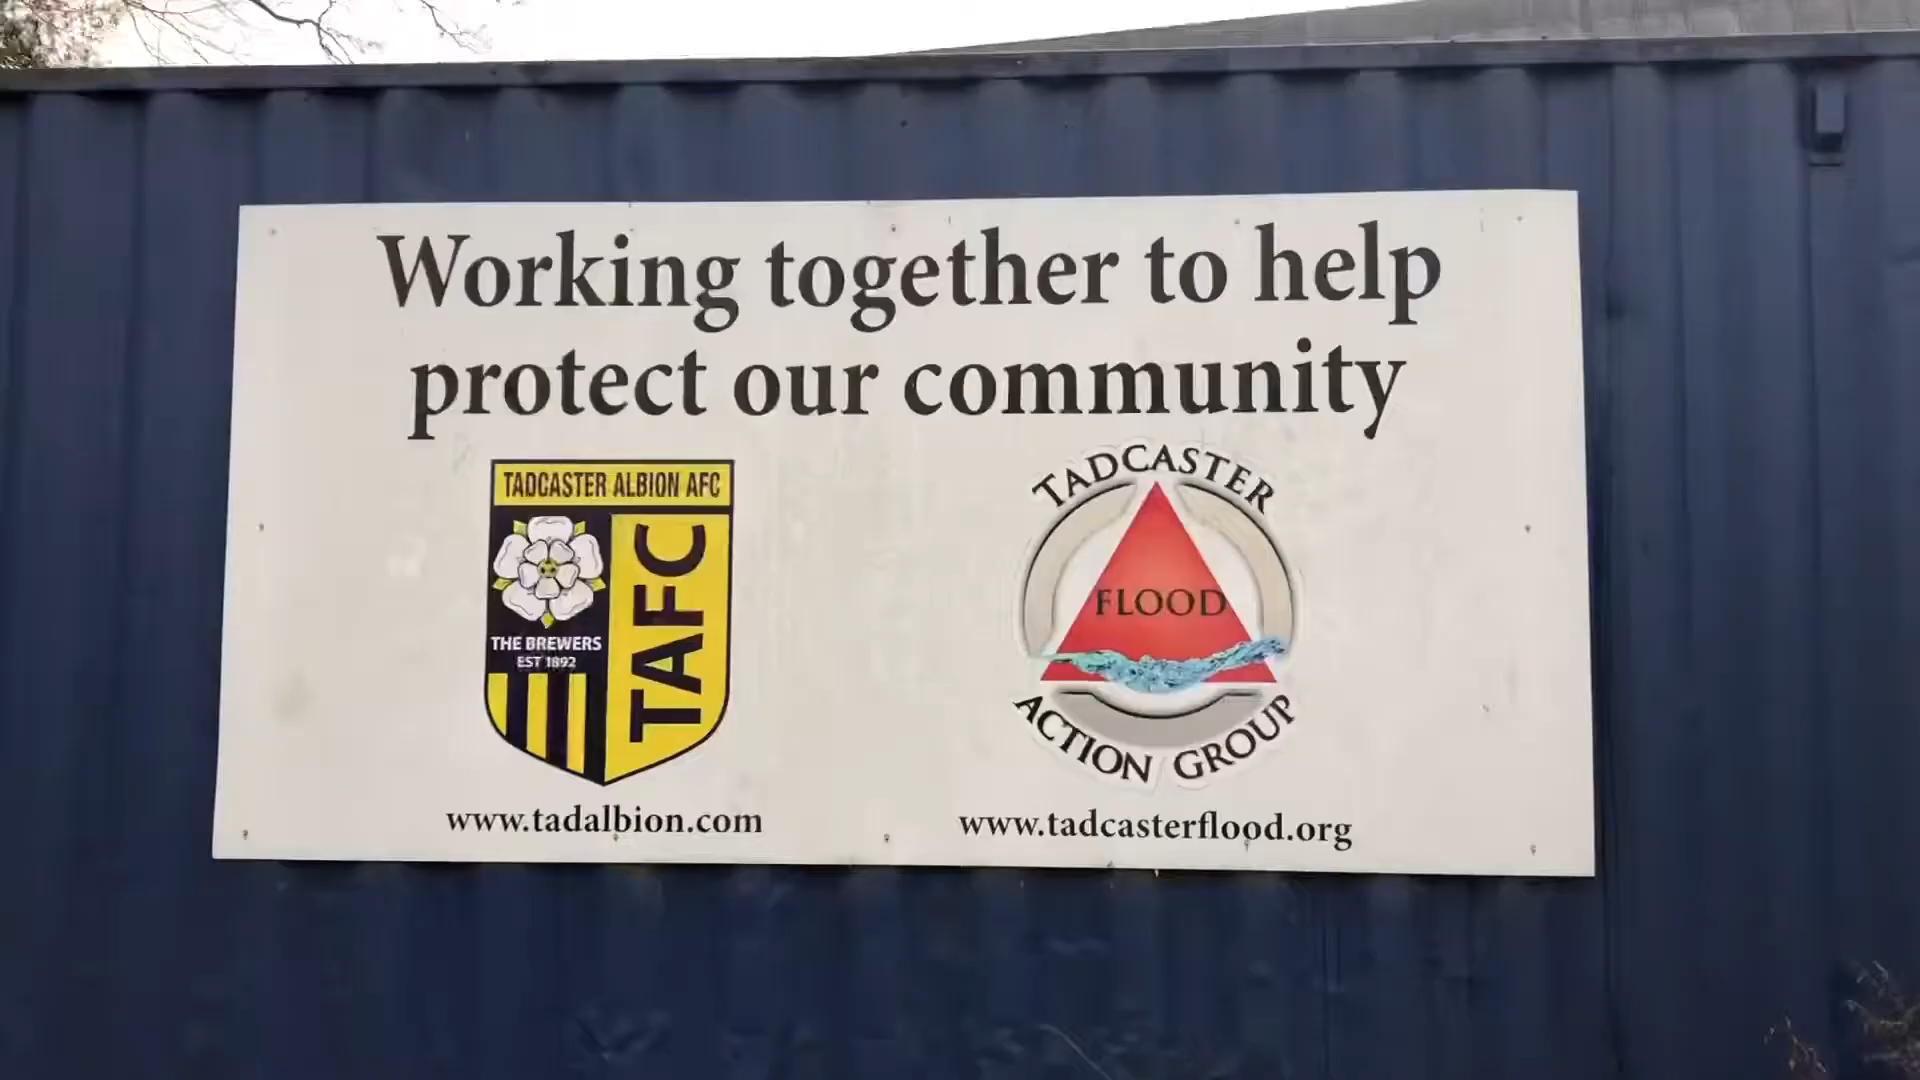 Working together to help
protect our community
TADCASTER ALBION AFC
THE BREWERS
EST 1892
TAFC
www.tadalbion.com
TADCASTER
FLOOD
ACTION GROUP
www.tadcasterflood.org